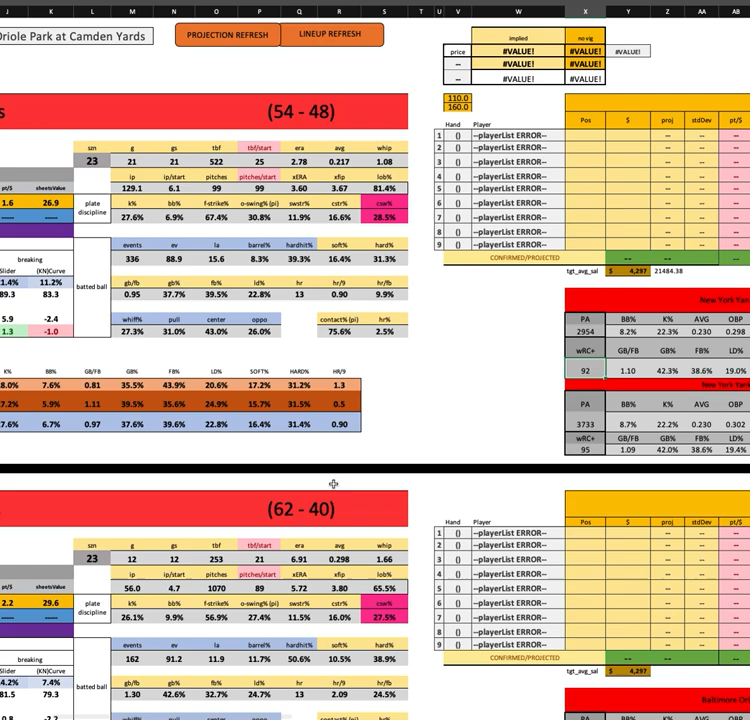 J K L M N O P Q R S T U V W X Y Z AA AB
Oriole Park at Camden Yards PROJECTION REFRESH LINEUP REFRESH
implied no vig
price #VALUE! #VALUE! #VALUE!
-- #VALUE! #VALUE!
-- #VALUE! #VALUE!
s (54 - 48)
110.0
160.0
Hand Player Pos $ proj stdDev pt/$
1 () --playerList ERROR-- -- -- --
2 () --playerList ERROR-- -- -- --
3 () --playerList ERROR-- -- -- --
4 () --playerList ERROR-- -- -- --
5 () --playerList ERROR-- -- -- --
6 () --playerList ERROR-- -- -- --
7 () --playerList ERROR-- -- -- --
8 () --playerList ERROR-- -- -- --
9 () --playerList ERROR-- -- -- --
CONFIRMED/PROJECTED -- -- --
tgt_avg_sal $ 4,297 21484.38
szn g gs tbf tbf/start era avg whip
23 21 21 522 25 2.78 0.217 1.08
ip ip/start pitches pitches/start xERA xfip lob%
129.1 6.1 99 99 3.60 3.67 81.4%
pt/$ sheetsValue
1.6 26.9
----- -----
plate discipline
k% bb% f-strike% o-swing% (pi) swstr% cstr% csw%
27.6% 6.9% 67.4% 30.8% 11.9% 16.6% 28.5%
breaking
Slider (KN)Curve
1.4% 11.2%
89.3 83.3
5.9 -2.4
1.3 -1.0
batted ball
events ev la barrel% hardhit% soft% hard%
336 88.9 15.6 8.3% 39.3% 16.4% 31.3%
gb/fb gb% fb% ld% hr hr/9 hr/fb
0.95 37.7% 39.5% 22.8% 13 0.90 9.9%
whiff% pull center oppo contact% (pi) hr%
27.3% 31.0% 43.0% 26.0% 75.6% 2.5%
K% BB% GB/FB GB% FB% LD% SOFT% HARD% HR/9
8.0% 7.6% 0.81 35.5% 43.9% 20.6% 17.2% 31.2% 1.3
7.2% 5.9% 1.11 39.5% 35.6% 24.9% 15.7% 31.5% 0.5
7.6% 6.7% 0.97 37.6% 39.6% 22.8% 16.4% 31.4% 0.90
New York Yan
PA BB% K% AVG OBP
2954 8.2% 22.3% 0.230 0.298
wRC+ GB/FB GB% FB% LD%
92 1.10 42.3% 38.6% 19.0%
New York Yan
PA BB% K% AVG OBP
3733 8.7% 22.2% 0.230 0.302
wRC+ GB/FB GB% FB% LD%
95 1.09 42.0% 38.6% 19.4%
(62 - 40)
Hand Player Pos $ proj stdDev pt/$
1 () --playerList ERROR-- -- -- --
2 () --playerList ERROR-- -- -- --
3 () --playerList ERROR-- -- -- --
4 () --playerList ERROR-- -- -- --
5 () --playerList ERROR-- -- -- --
6 () --playerList ERROR-- -- -- --
7 () --playerList ERROR-- -- -- --
8 () --playerList ERROR-- -- -- --
9 () --playerList ERROR-- -- -- --
CONFIRMED/PROJECTED -- -- --
tgt_avg_sal $ 4,297
szn g gs tbf tbf/start era avg whip
23 12 12 253 21 6.91 0.298 1.66
ip ip/start pitches pitches/start xERA xfip lob%
56.0 4.7 1070 89 5.72 3.80 65.5%
pt/$ sheetsValue
2.2 29.6
----- -----
plate discipline
k% bb% f-strike% o-swing% (pi) swstr% cstr% csw%
26.1% 9.9% 56.9% 27.4% 11.5% 16.0% 27.5%
breaking
Slider (KN)Curve
4.2% 7.4%
81.5 79.3
0.8 -2.2
batted ball
events ev la barrel% hardhit% soft% hard%
162 91.2 11.9 11.7% 50.6% 10.5% 38.9%
gb/fb gb% fb% ld% hr hr/9 hr/fb
1.30 42.6% 32.7% 24.7% 13 2.09 24.5%
whiff% pull center oppo contact% (pi) hr%
Baltimore Ori